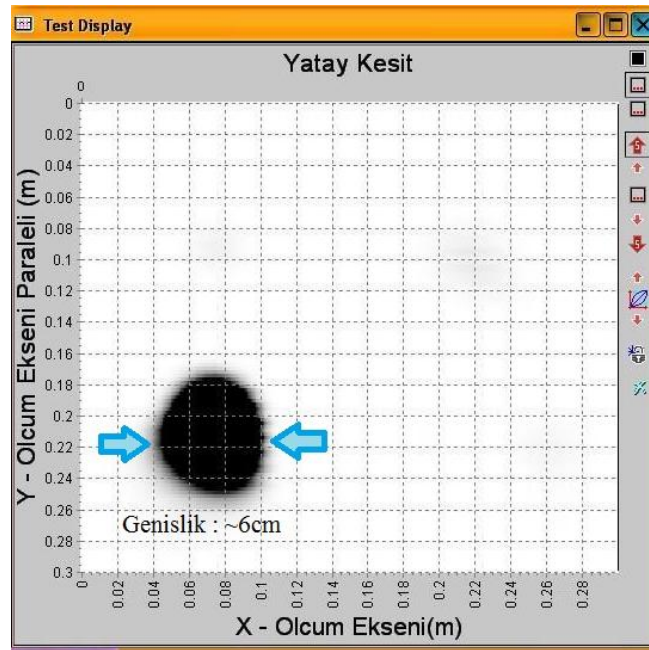 Test Display
Yatay Kesit
0
0
0.02
0.04
0.06
0.08
0.1
0.12
0.14
0.16
0.18
0.2
0.22
0.24
0.26
0.28
0.3
Y - Olcum Ekseni Paraleli (m)
Genislik : ~6cm
0 0.02 0.04 0.06 0.08 0.1 0.12 0.14 0.16 0.18 0.2 0.22 0.24 0.26 0.28
X - Olcum Ekseni(m)